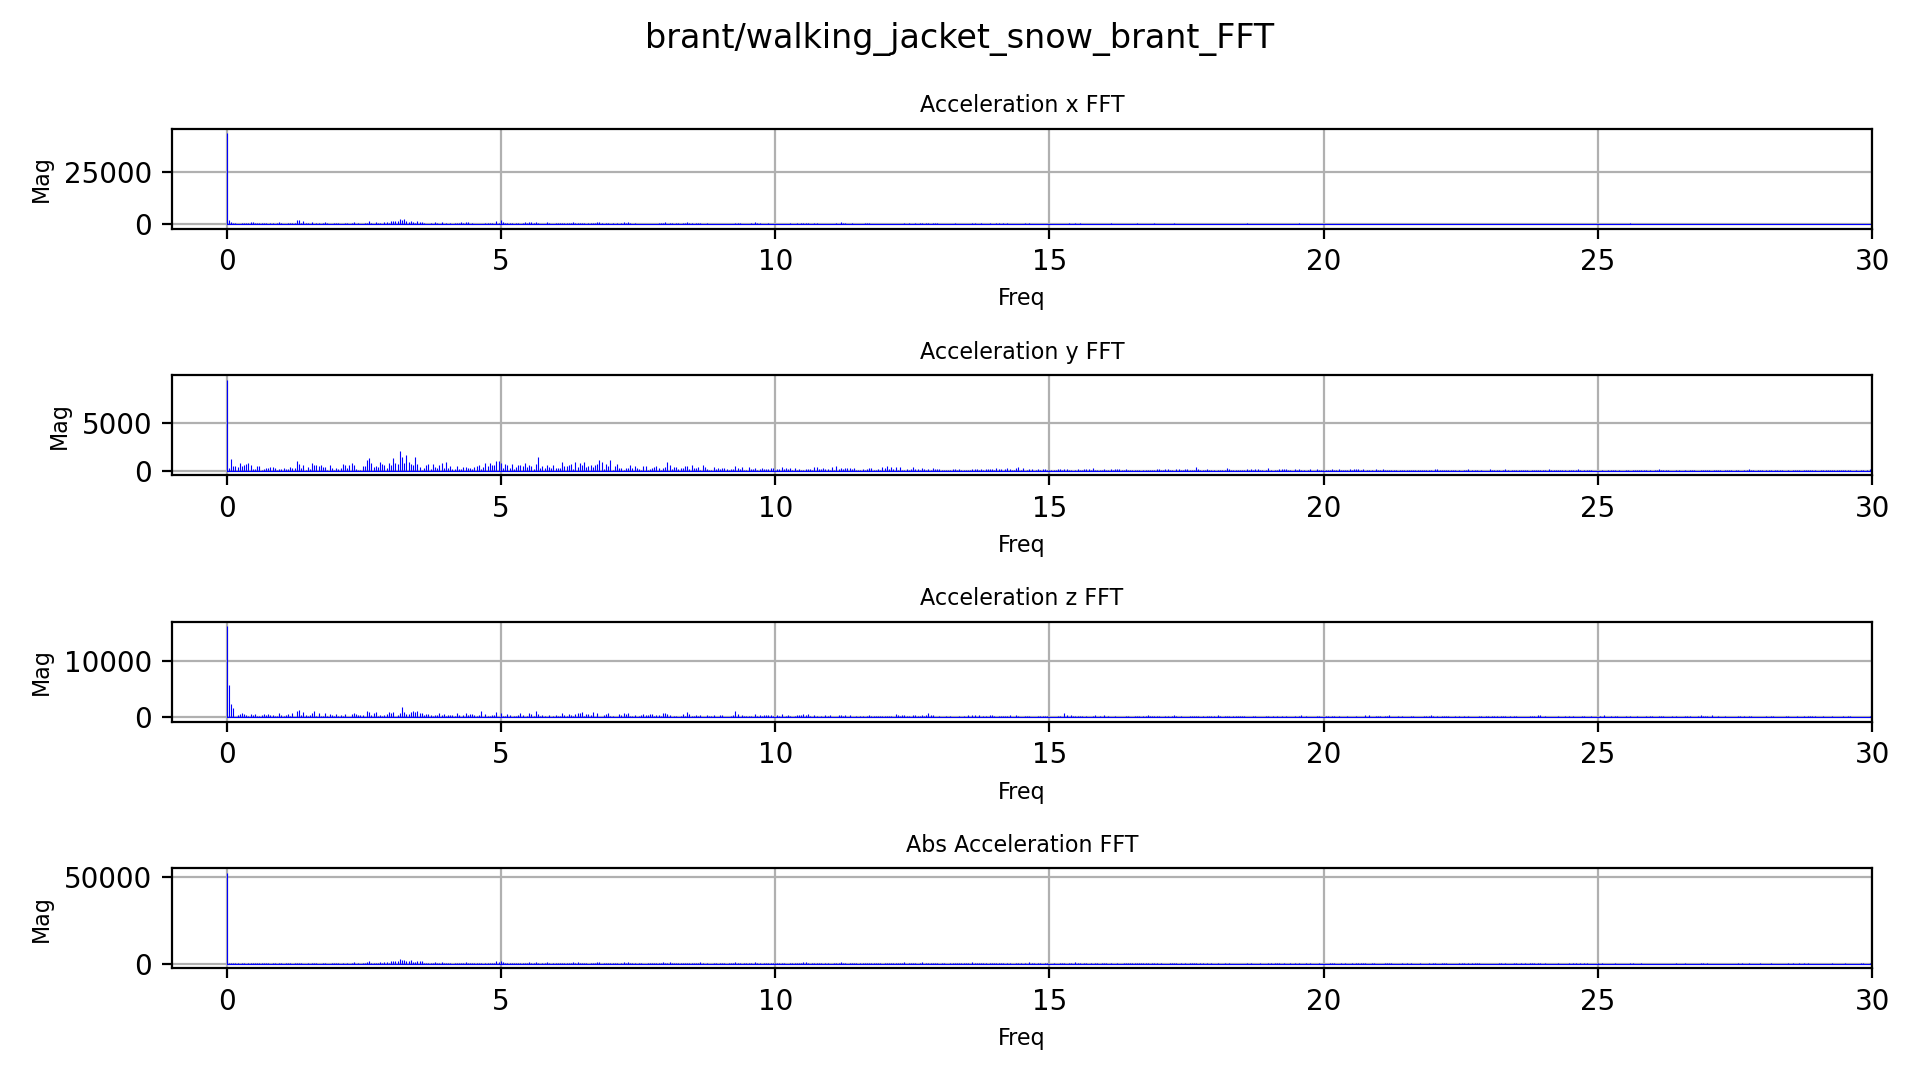 brant/walking_jacket_snow_brant_FFT
Acceleration x FFT
Mag
25000
0
0 5 10 15 20 25 30
Freq
Acceleration y FFT
Mag
5000
0
0 5 10 15 20 25 30
Freq
Acceleration z FFT
Mag
10000
0
0 5 10 15 20 25 30
Freq
Abs Acceleration FFT
Mag
50000
0
0 5 10 15 20 25 30
Freq